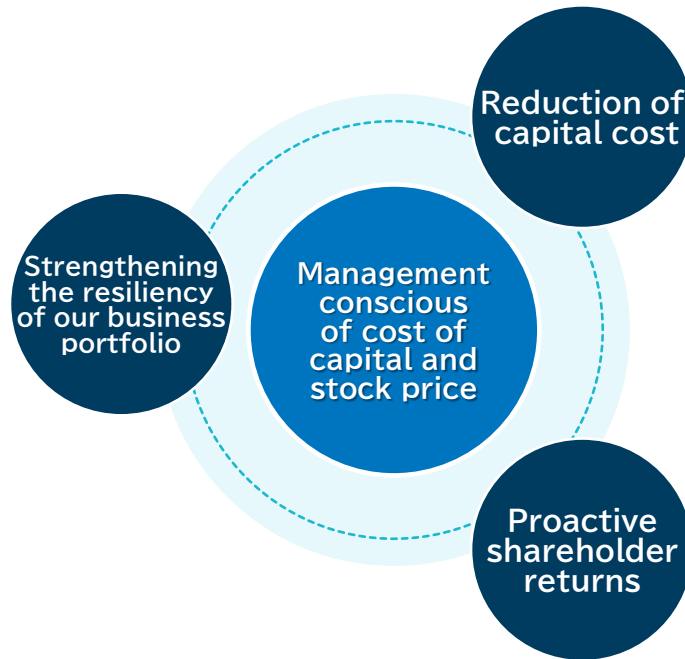 Reduction of
capital cost
Strengthening
the resiliency
of our business
portfolio
Management
conscious
of cost of
capital and
stock price
Proactive
shareholder
returns